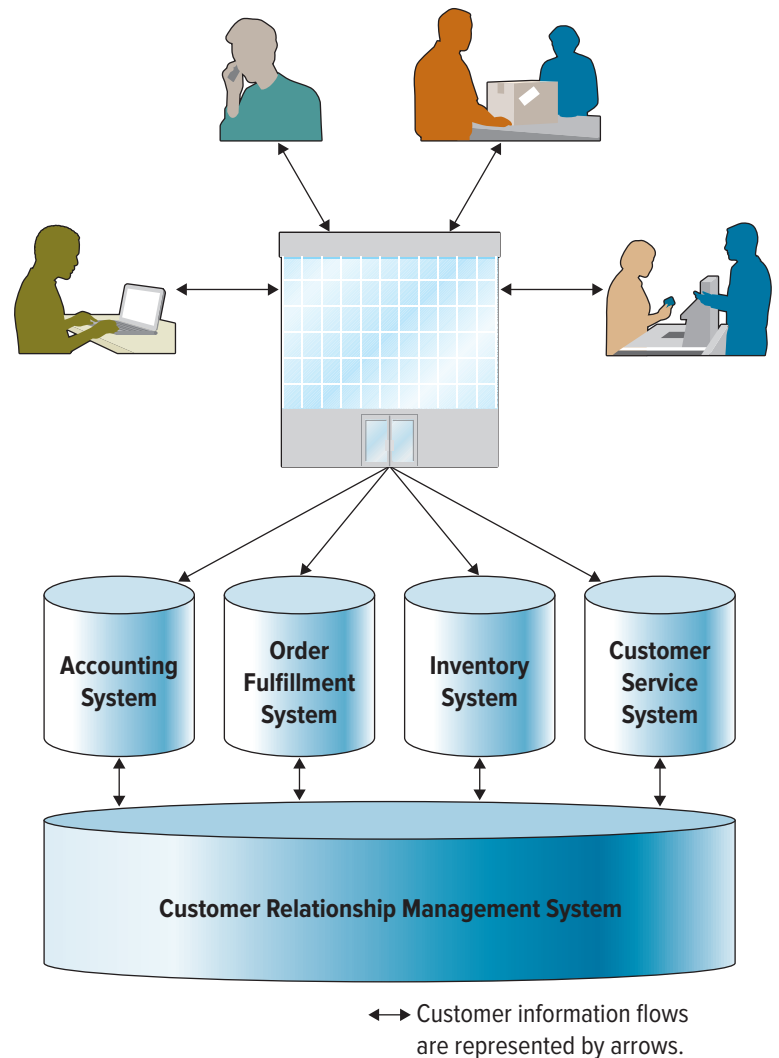 Accounting
System
Order
Fulfillment
System
Inventory
System
Customer
Service
System
Customer Relationship Management System
Customer information flows
are represented by arrows.